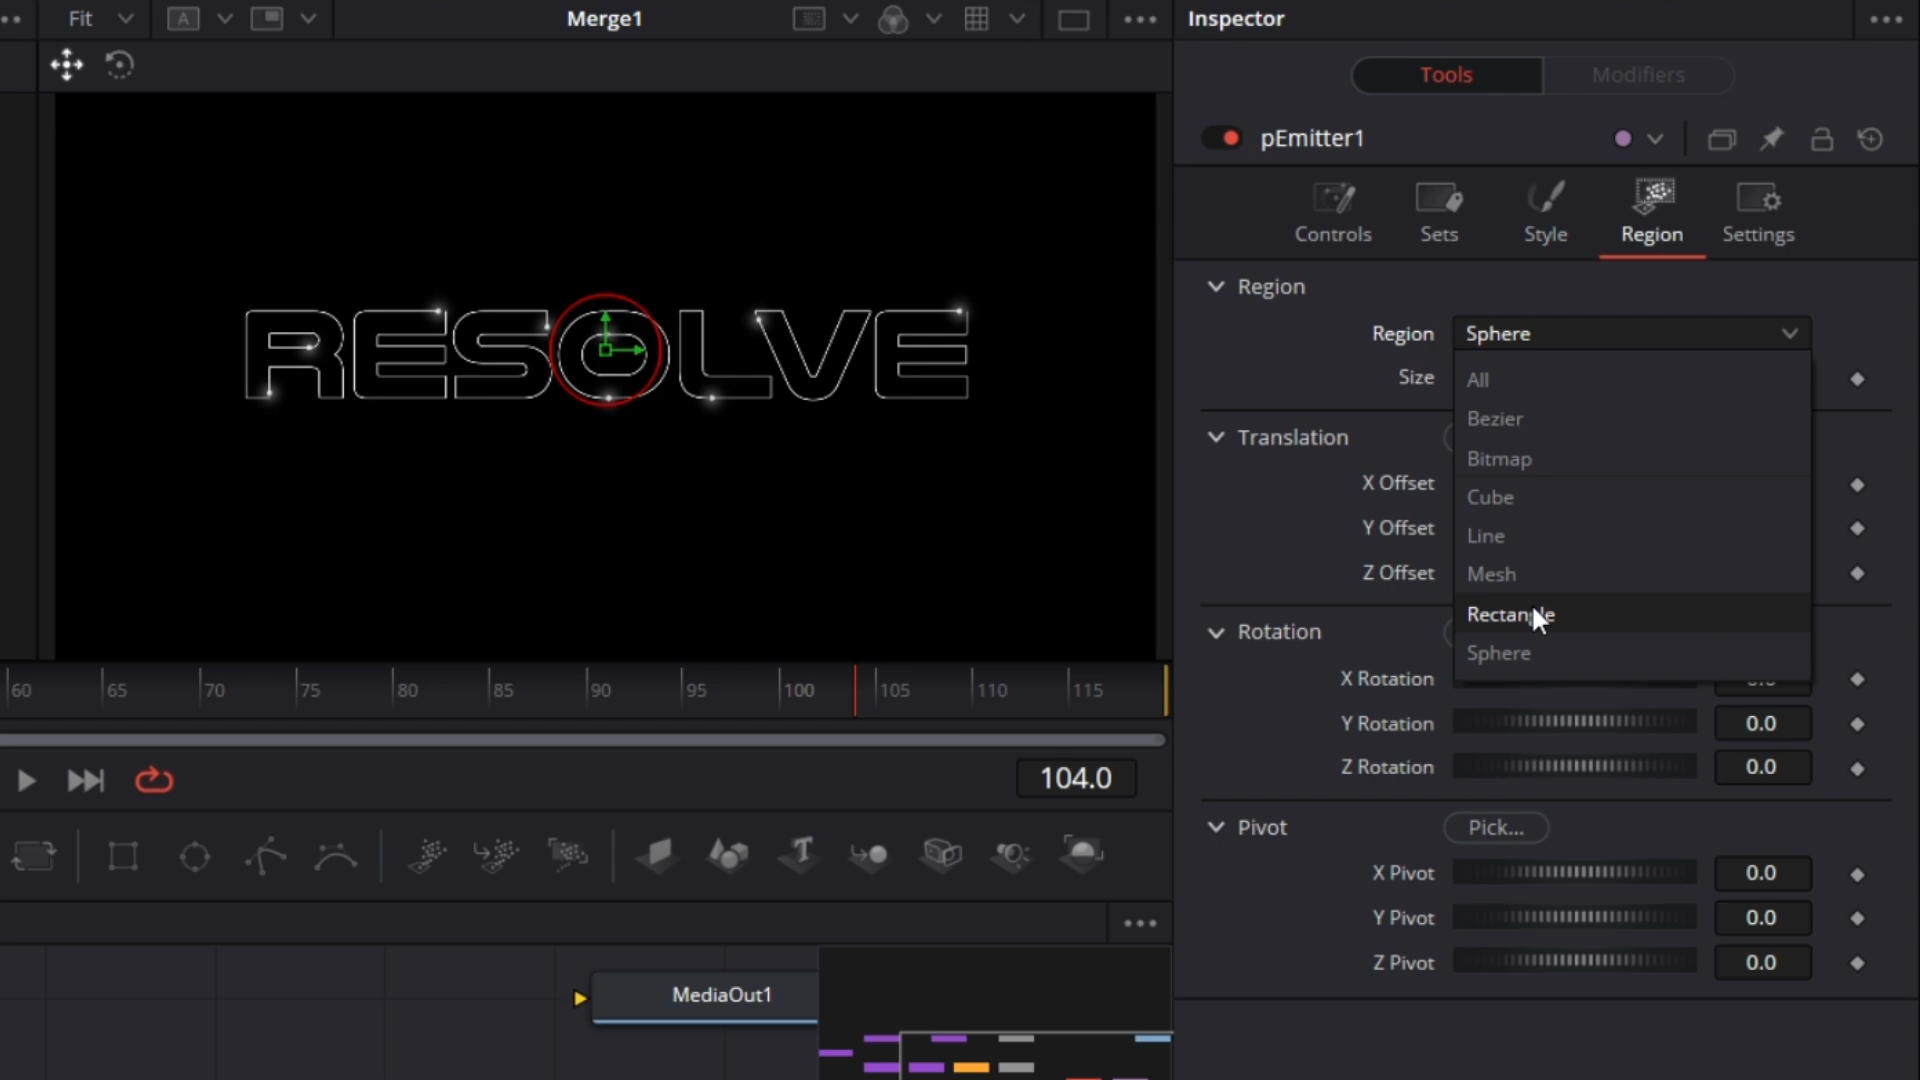 Fit
A
Merge1
Inspector
Tools
Modifiers
pEmitter1
Controls
Sets
Style
Region
Settings
Region
Region
Sphere
Size
All
Bezier
Bitmap
Cube
Line
Mesh
Rectangle
Sphere
Translation
X Offset
Y Offset
Z Offset
Rotation
X Rotation
Y Rotation
0.0
Z Rotation
0.0
Pivot
Pick...
X Pivot
0.0
Y Pivot
0.0
Z Pivot
0.0
RESOLVE
60 65 70 75 80 85 90 95 100 105 110 115
104.0
MediaOut1